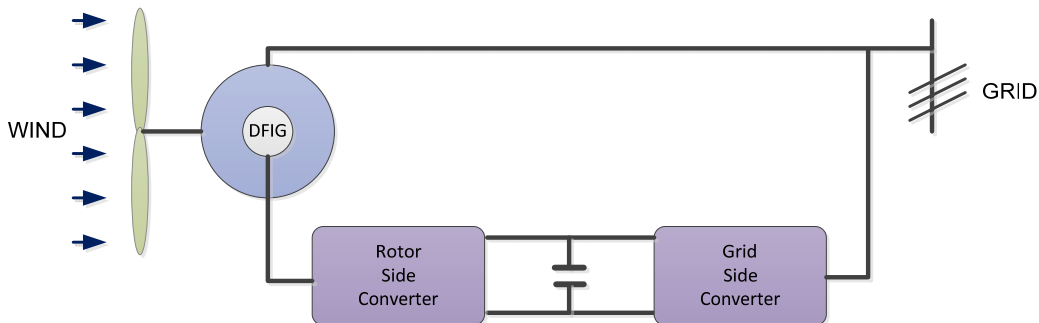 WIND
DFIG
GRID
Rotor
Side
Converter
Grid
Side
Converter